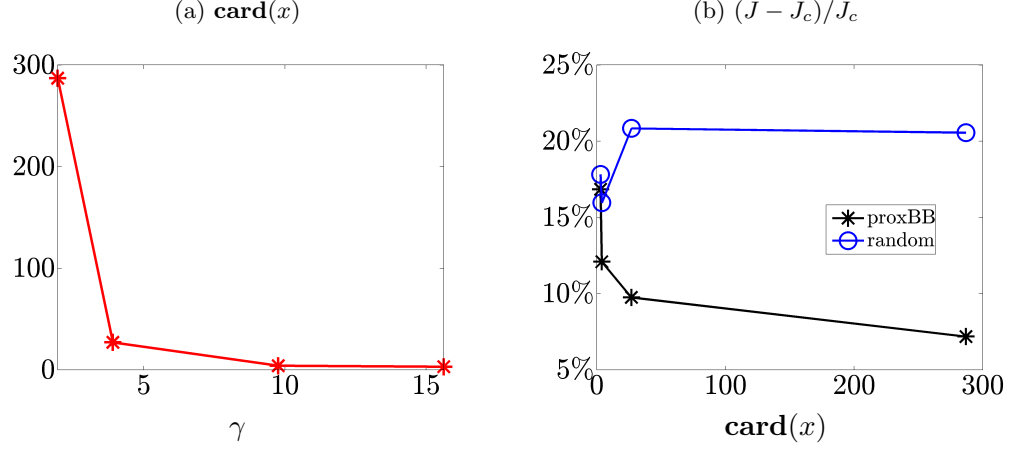 (a) card(x)
300
200
100
0
5
10
15
γ
(b) (J − J_c)/J_c
25%
20%
15%
10%
5%
0
100
200
300
proxBB
random
card(x)